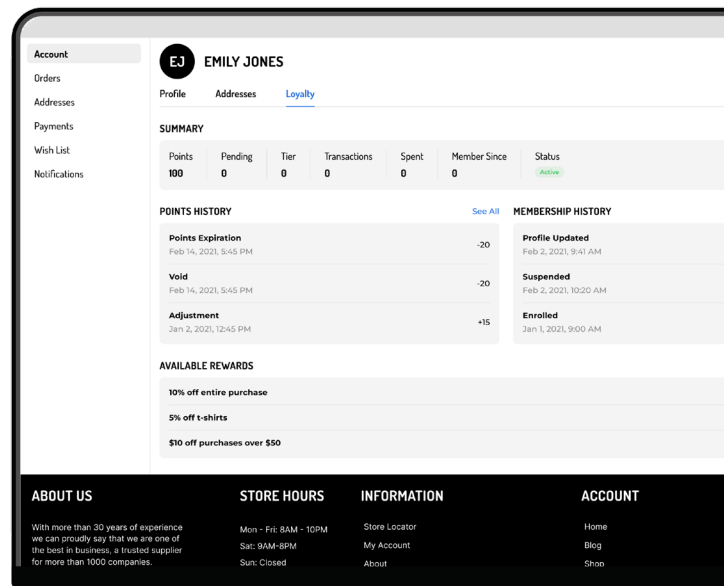 Account
Orders
Addresses
Payments
Wish List
Notifications
EJ
EMILY JONES
Profile Addresses Loyalty
SUMMARY
Points Pending Tier Transactions Spent Member Since Status
100 0 0 0 0 0 Active
POINTS HISTORY See All
Points Expiration
Feb 14, 2021, 5:45 PM
-20
Void
Feb 14, 2021, 5:45 PM
-20
Adjustment
Jan 2, 2021, 12:45 PM
+15
MEMBERSHIP HISTORY
Profile Updated
Feb 2, 2021, 9:41 AM
Suspended
Feb 2, 2021, 10:20 AM
Enrolled
Jan 1, 2021, 9:00 AM
AVAILABLE REWARDS
10% off entire purchase
5% off t-shirts
$10 off purchases over $50
ABOUT US
With more than 30 years of experience
we can proudly say that we are one of
the best in business, a trusted supplier
for more than 1000 companies.
STORE HOURS
Mon - Fri: 8AM - 10PM
Sat: 9AM-8PM
Sun: Closed
INFORMATION
Store Locator
My Account
About
ACCOUNT
Home
Blog
Shop